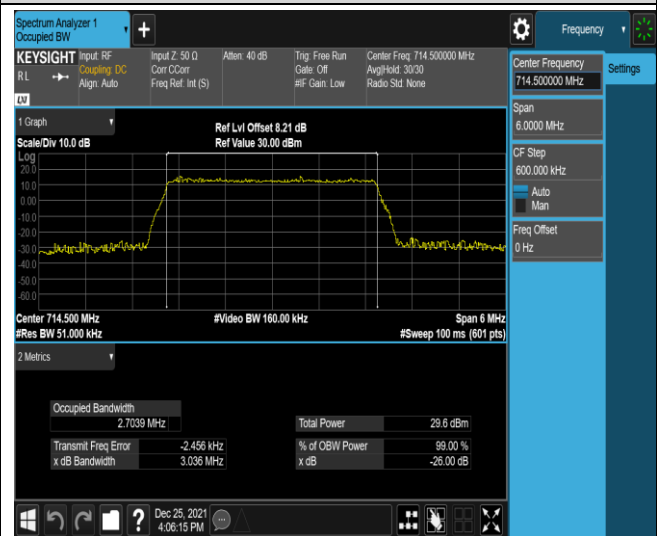 Spectrum Analyzer 1
Occupied BW
Frequency
KEYSIGHT
R L
LXI
Input: RF
Coupling: DC
Align: Auto
Input Z: 50 Ω
Corr CCorr
Freq Ref: Int (S)
Atten: 40 dB
Trig: Free Run
Gate: Off
#IF Gain: Low
Center Freq: 714.500000 MHz
Avg|Hold: 30/30
Radio Std: None
Center Frequency
714.500000 MHz
Settings
Span
6.0000 MHz
CF Step
600.000 kHz
Auto
Man
Freq Offset
0 Hz
1 Graph
Scale/Div 10.0 dB
Ref Lvl Offset 8.21 dB
Ref Value 30.00 dBm
Log
20.0
10.0
0.00
-10.0
-20.0
-30.0
-40.0
-50.0
-60.0
Center 714.500 MHz
#Video BW 160.00 kHz
Span 6 MHz
#Res BW 51.000 kHz
#Sweep 100 ms (601 pts)
2 Metrics
Occupied Bandwidth
2.7039 MHz
Total Power 29.6 dBm
Transmit Freq Error -2.456 kHz
% of OBW Power 99.00 %
x dB Bandwidth 3.036 MHz
x dB -26.00 dB
?
Dec 25, 2021
4:06:15 PM